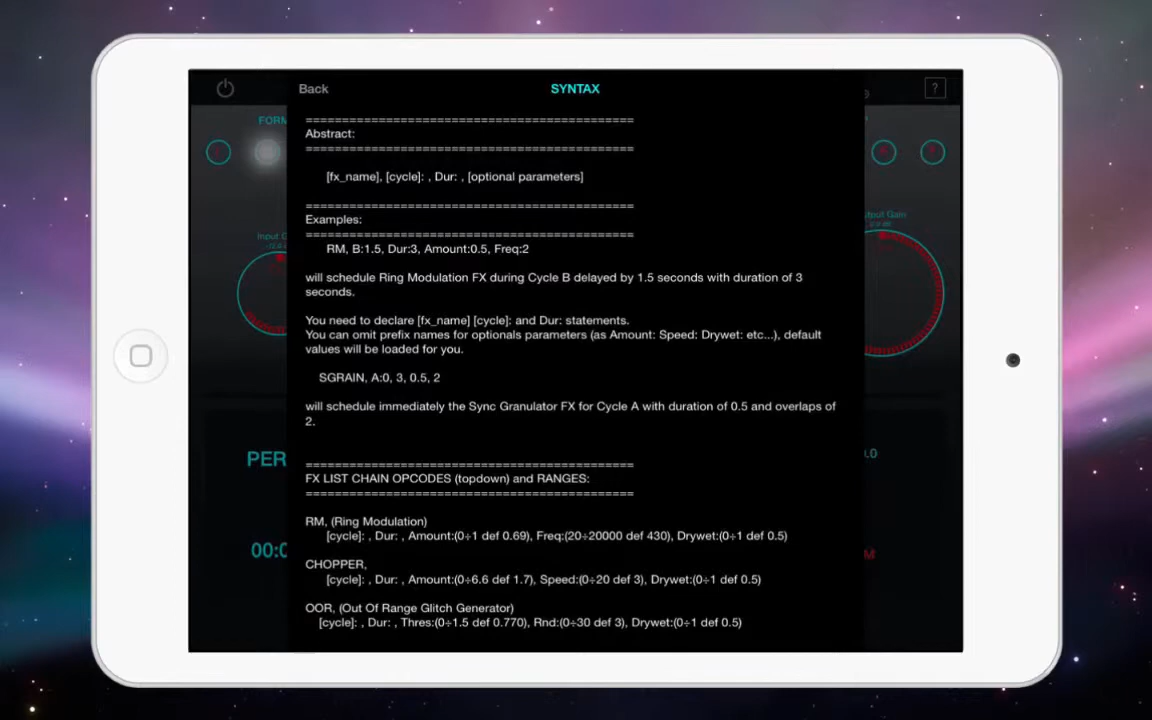 Back
SYNTAX
?
=============================================
Abstract:
=============================================
[fx_name], [cycle]: , Dur: , [optional parameters]
=============================================
Examples:
=============================================
RM, B:1.5, Dur:3, Amount:0.5, Freq:2
will schedule Ring Modulation FX during Cycle B delayed by 1.5 seconds with duration of 3
seconds.
You need to declare [fx_name] [cycle]: and Dur: statements.
You can omit prefix names for optionals parameters (as Amount: Speed: Drywet: etc...), default
values will be loaded for you.
SGRAIN, A:0, 3, 0.5, 2
will schedule immediately the Sync Granulator FX for Cycle A with duration of 0.5 and overlaps of
2.
=============================================
FX LIST CHAIN OPCODES (topdown) and RANGES:
=============================================
RM, (Ring Modulation)
[cycle]: , Dur: , Amount:(0÷1 def 0.69), Freq:(20÷20000 def 430), Drywet:(0÷1 def 0.5)
CHOPPER,
[cycle]: , Dur: , Amount:(0÷6.6 def 1.7), Speed:(0÷20 def 3), Drywet:(0÷1 def 0.5)
OOR, (Out Of Range Glitch Generator)
[cycle]: , Dur: , Thres:(0÷1.5 def 0.770), Rnd:(0÷30 def 3), Drywet:(0÷1 def 0.5)
FORM
Input G
tput Gain
PER
.0
00:0
M